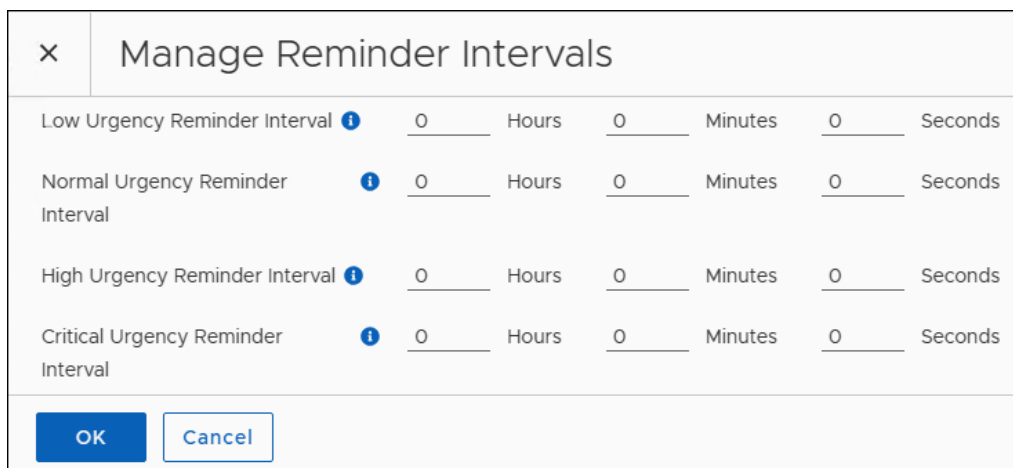 Manage Reminder Intervals
Low Urgency Reminder Interval 0 Hours 0 Minutes 0 Seconds
Normal Urgency Reminder 0 Hours 0 Minutes 0 Seconds
Interval
High Urgency Reminder Interval 0 Hours 0 Minutes 0 Seconds
Critical Urgency Reminder 0 Hours 0 Minutes 0 Seconds
Interval
OK Cancel